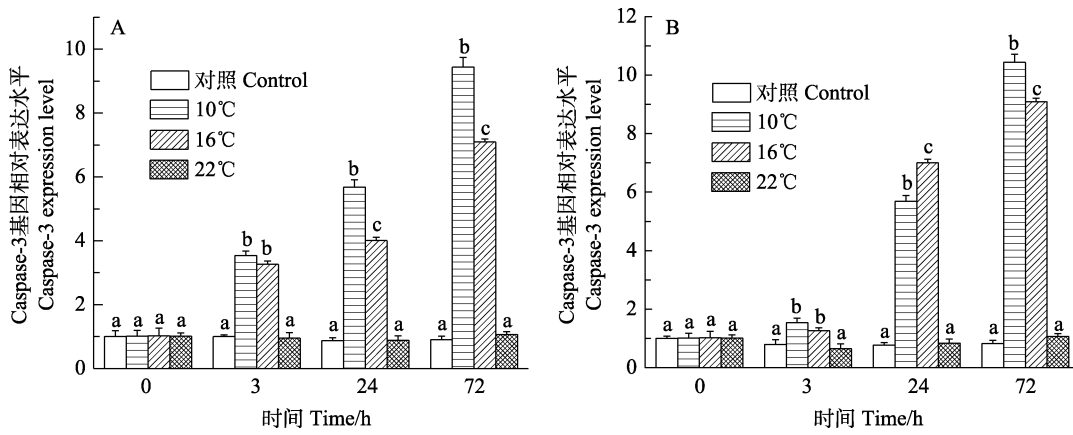 A
Caspase-3基因相对表达水平
Caspase-3 expression level
10
8
6
4
2
0
对照 Control
10℃
16℃
22℃
a a a a
a b b a
a b c a
a b c a
0 3 24 72
时间 Time/h
B
Caspase-3基因相对表达水平
Caspase-3 expression level
12
10
8
6
4
2
0
对照 Control
10℃
16℃
22℃
a a a a
a b b a
a b c a
a b c a
0 3 24 72
时间 Time/h